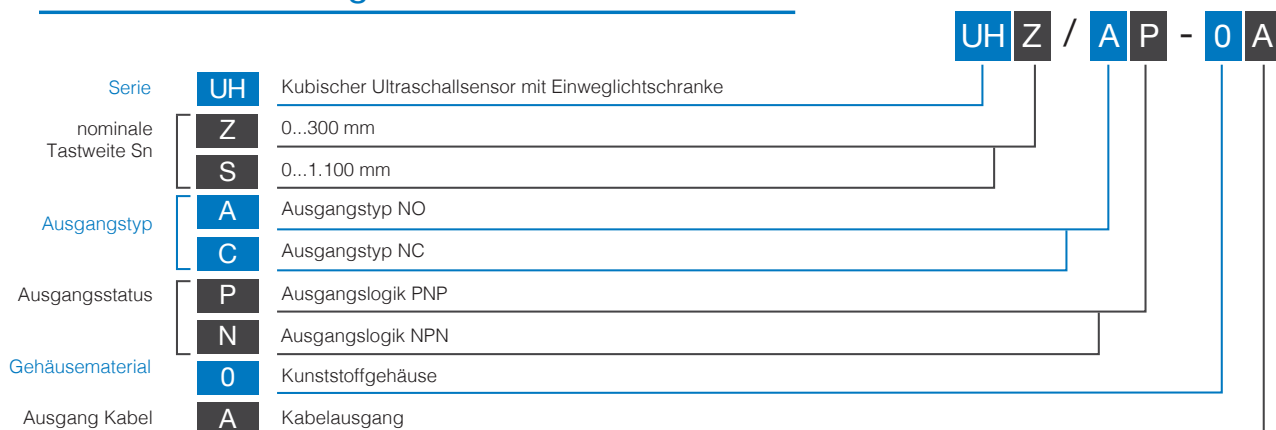 UH Z / A P - 0 A
Serie UH Kubischer Ultraschallsensor mit Einweglichtschranke
nominale
Tastweite Sn
Z 0...300 mm
S 0...1.100 mm
Ausgangstyp
A Ausgangstyp NO
C Ausgangstyp NC
Ausgangsstatus
P Ausgangslogik PNP
N Ausgangslogik NPN
Gehäusematerial
0 Kunststoffgehäuse
Ausgang Kabel A Kabelausgang